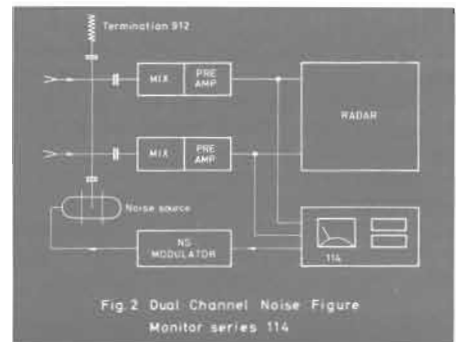 Termination 912
MIX
PRE
AMP
RADAR
MIX
PRE
AMP
Noise source
NS-
MODULATOR
114
Fig.2 Dual Channel Noise Figure
Monitor series 114